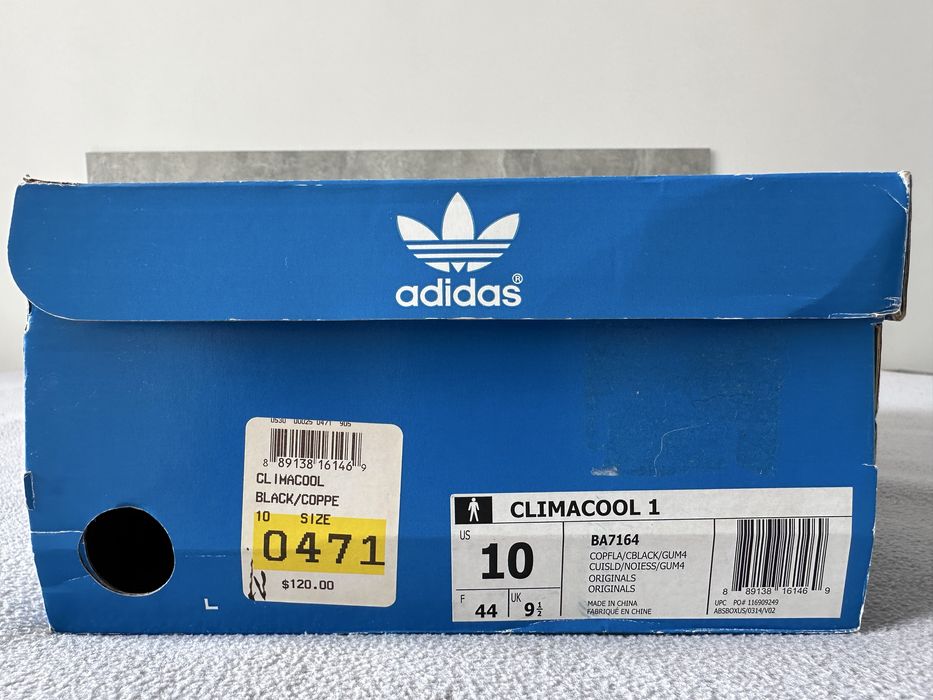 adidas®
0530 00025 0471 905
8 89138 16146 9
CLIMACOOL
BLACK/COPPE
10 SIZE
0471
$120.00
L
CLIMACOOL 1
US
10
F
44
UK
9 1/2
BA7164
COPFLA/CBLACK/GUM4
CUISLD/NOIESS/GUM4
ORIGINALS
ORIGINALS
MADE IN CHINA
FABRIQUÉ EN CHINE
8 89138 16146 9
UPC PO# 116909249
ABSBOXUS/0314/V02